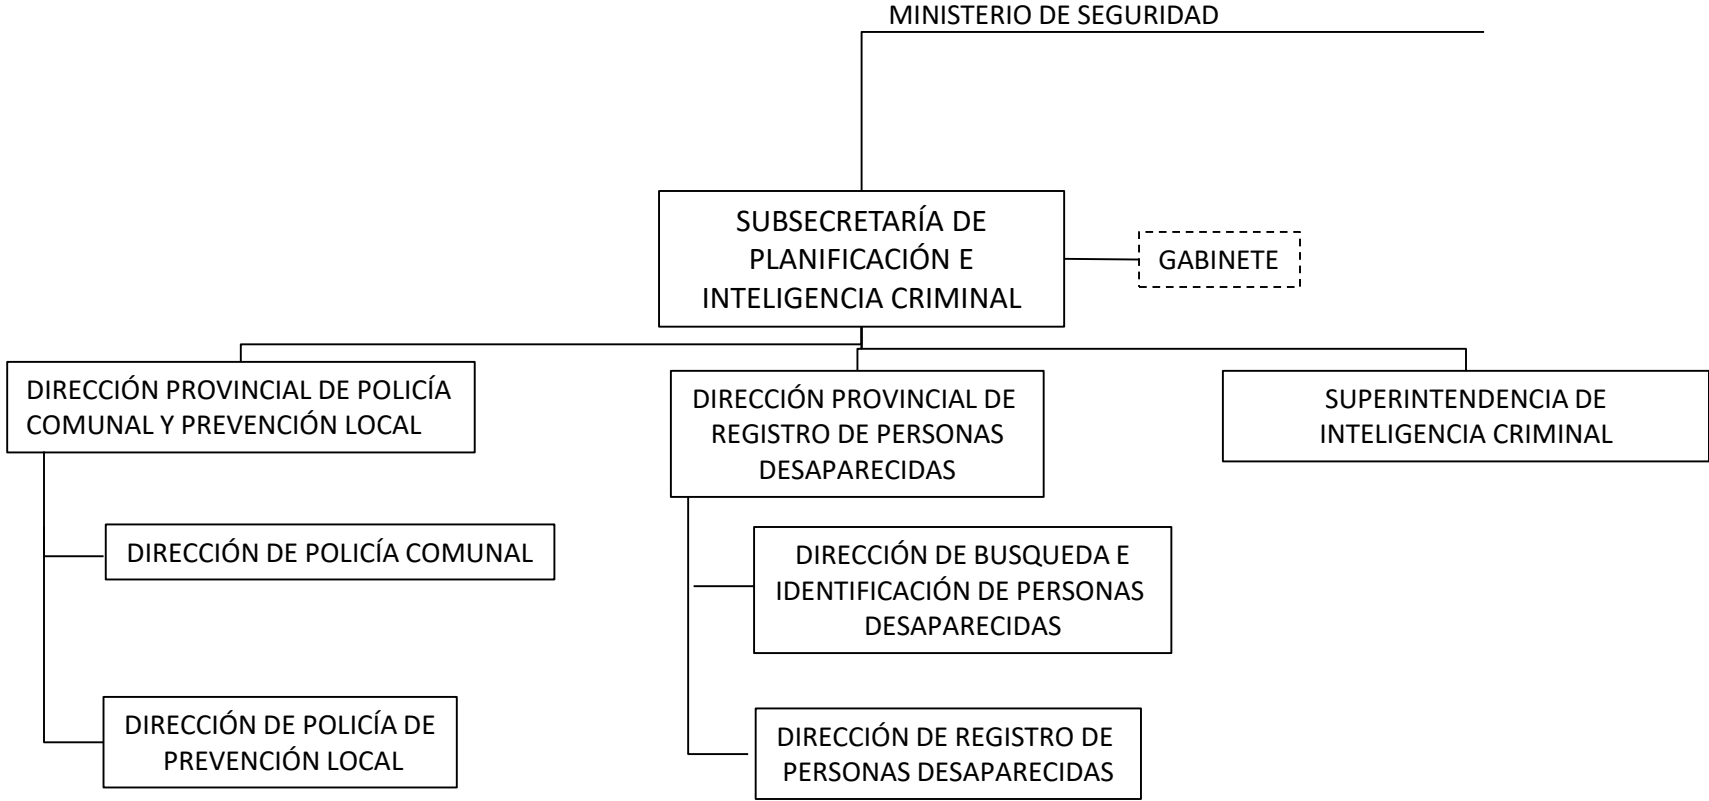 MINISTERIO DE SEGURIDAD
SUBSECRETARÍA DE
PLANIFICACIÓN E
INTELIGENCIA CRIMINAL
GABINETE
DIRECCIÓN PROVINCIAL DE POLICÍA
COMUNAL Y PREVENCIÓN LOCAL
DIRECCIÓN DE POLICÍA COMUNAL
DIRECCIÓN DE POLICÍA DE
PREVENCIÓN LOCAL
DIRECCIÓN PROVINCIAL DE
REGISTRO DE PERSONAS
DESAPARECIDAS
DIRECCIÓN DE BUSQUEDA E
IDENTIFICACIÓN DE PERSONAS
DESAPARECIDAS
DIRECCIÓN DE REGISTRO DE
PERSONAS DESAPARECIDAS
SUPERINTENDENCIA DE
INTELIGENCIA CRIMINAL